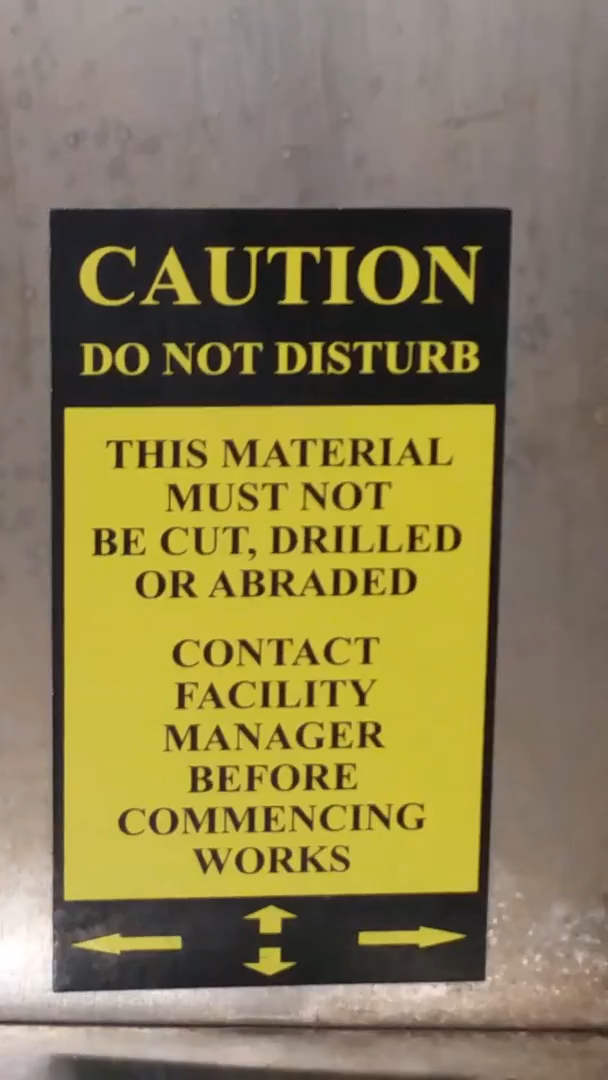 CAUTION
DO NOT DISTURB
THIS MATERIAL
MUST NOT
BE CUT, DRILLED
OR ABRADED
CONTACT
FACILITY
MANAGER
BEFORE
COMMENCING
WORKS